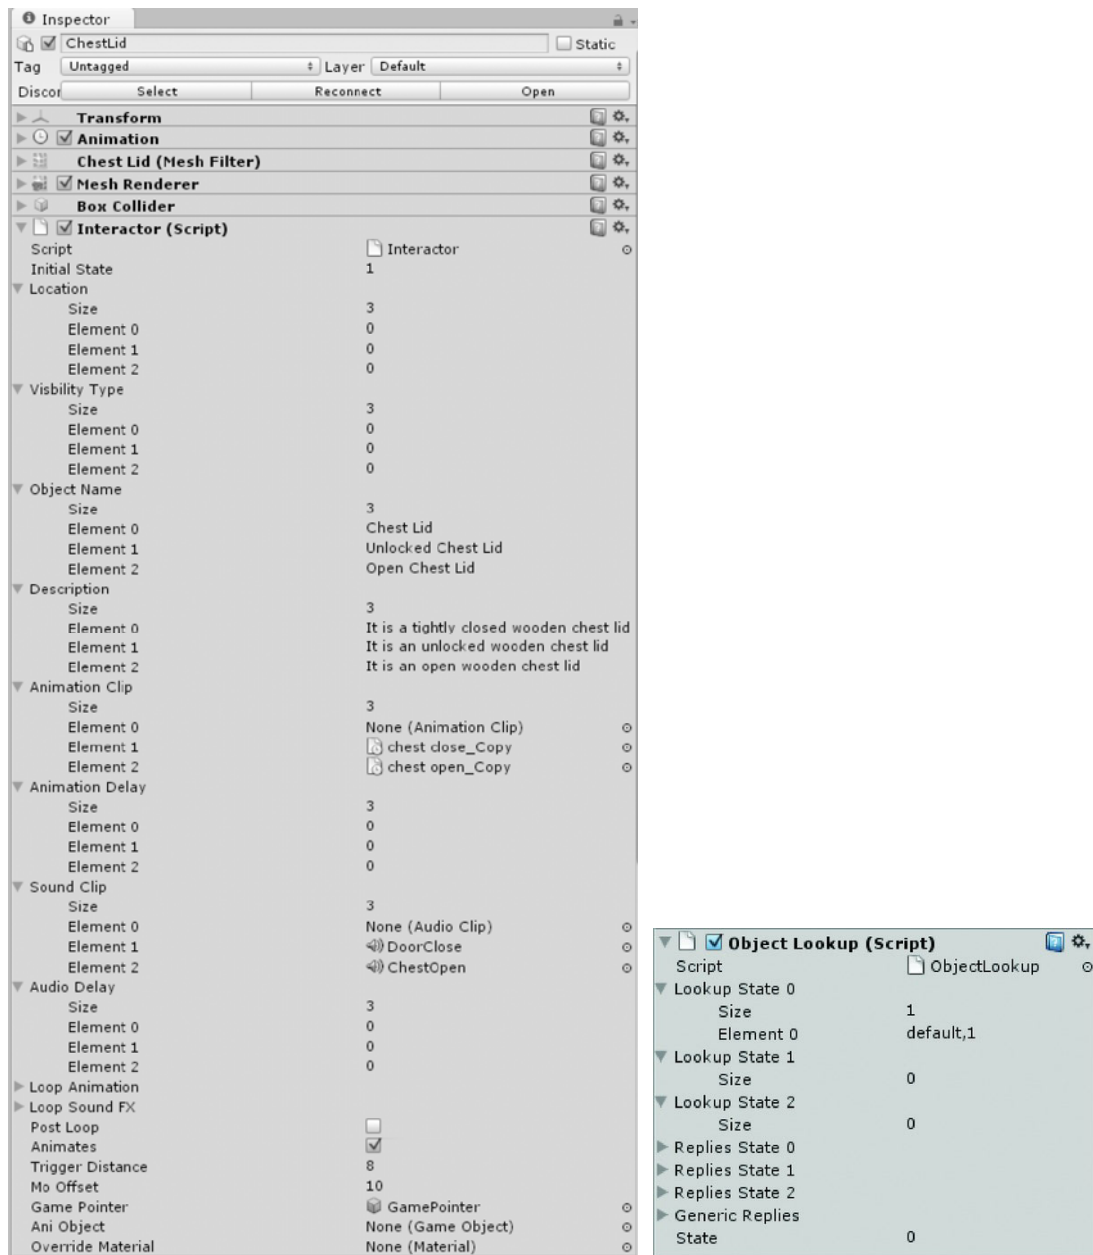 Inspector
ChestLid Static
Tag Untagged Layer Default
Discor Select Reconnect Open
Transform
Animation
Chest Lid (Mesh Filter)
Mesh Renderer
Box Collider
Interactor (Script)
Script Interactor
Initial State 1
Location
Size 3
Element 0 0
Element 1 0
Element 2 0
Visbility Type
Size 3
Element 0 0
Element 1 0
Element 2 0
Object Name
Size 3
Element 0 Chest Lid
Element 1 Unlocked Chest Lid
Element 2 Open Chest Lid
Description
Size 3
Element 0 It is a tightly closed wooden chest lid
Element 1 It is an unlocked wooden chest lid
Element 2 It is an open wooden chest lid
Animation Clip
Size 3
Element 0 None (Animation Clip)
Element 1 chest close_Copy
Element 2 chest open_Copy
Animation Delay
Size 3
Element 0 0
Element 1 0
Element 2 0
Sound Clip
Size 3
Element 0 None (Audio Clip)
Element 1 DoorClose
Element 2 ChestOpen
Audio Delay
Size 3
Element 0 0
Element 1 0
Element 2 0
Loop Animation
Loop Sound FX
Post Loop
Animates
Trigger Distance 8
Mo Offset 10
Game Pointer GamePointer
Ani Object None (Game Object)
Override Material None (Material)
Object Lookup (Script)
Script ObjectLookup
Lookup State 0
Size 1
Element 0 default,1
Lookup State 1
Size 0
Lookup State 2
Size 0
Replies State 0
Replies State 1
Replies State 2
Generic Replies
State 0